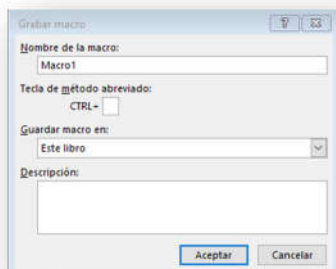 Grabar macro
Nombre de la macro:
Macro1
Tecla de método abreviado:
CTRL+
Guardar macro en:
Este libro
Descripción:
Aceptar Cancelar